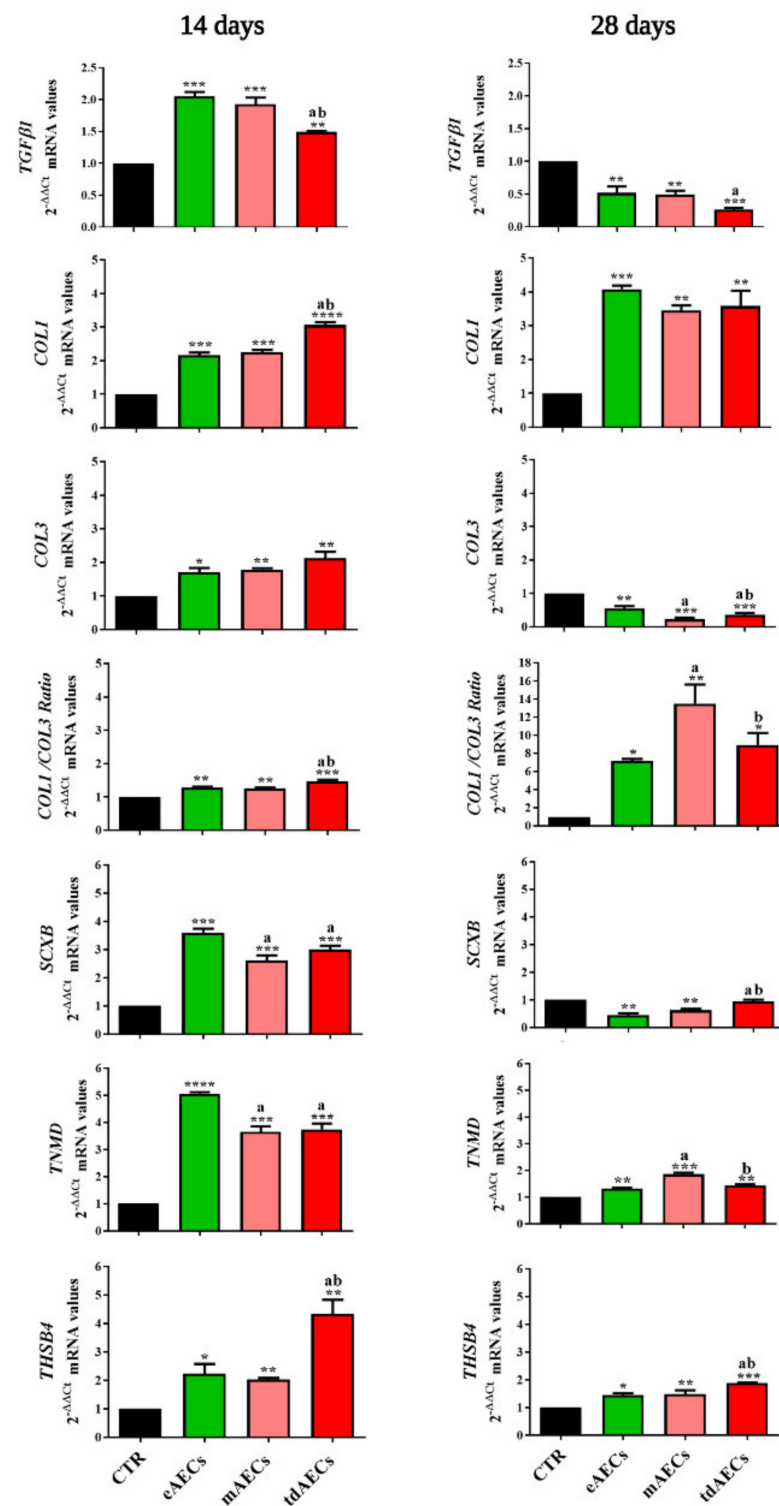 14 days
28 days
TGFβ1
2^-ΔΔCt mRNA values
2.5
2.0
1.5
1.0
0.5
0.0
***
***
ab
**
TGFβ1
2^-ΔΔCt mRNA values
2.5
2.0
1.5
1.0
0.5
0.0
**
**
a
***
COL1
2^-ΔΔCt mRNA values
5
4
3
2
1
0
***
***
ab
****
COL1
2^-ΔΔCt mRNA values
5
4
3
2
1
0
***
**
**
COL3
2^-ΔΔCt mRNA values
5
4
3
2
1
0
*
**
**
COL3
2^-ΔΔCt mRNA values
5
4
3
2
1
0
**
a
***
ab
***
COL1 /COL3 Ratio
2^-ΔΔCt mRNA values
5
4
3
2
1
0
**
**
ab
***
COL1 /COL3 Ratio
2^-ΔΔCt mRNA values
18
16
14
12
10
8
6
4
2
0
*
a
**
b
*
SCXB
2^-ΔΔCt mRNA values
6
5
4
3
2
1
0
***
a
***
a
***
SCXB
2^-ΔΔCt mRNA values
6
5
4
3
2
1
0
**
**
ab
TNMD
2^-ΔΔCt mRNA values
6
5
4
3
2
1
0
****
a
***
a
***
TNMD
2^-ΔΔCt mRNA values
6
5
4
3
2
1
0
**
a
***
b
**
THSB4
2^-ΔΔCt mRNA values
6
5
4
3
2
1
0
*
**
ab
**
CTR
eAECs
mAECs
tdAECs
THSB4
2^-ΔΔCt mRNA values
6
5
4
3
2
1
0
*
**
ab
***
CTR
eAECs
mAECs
tdAECs